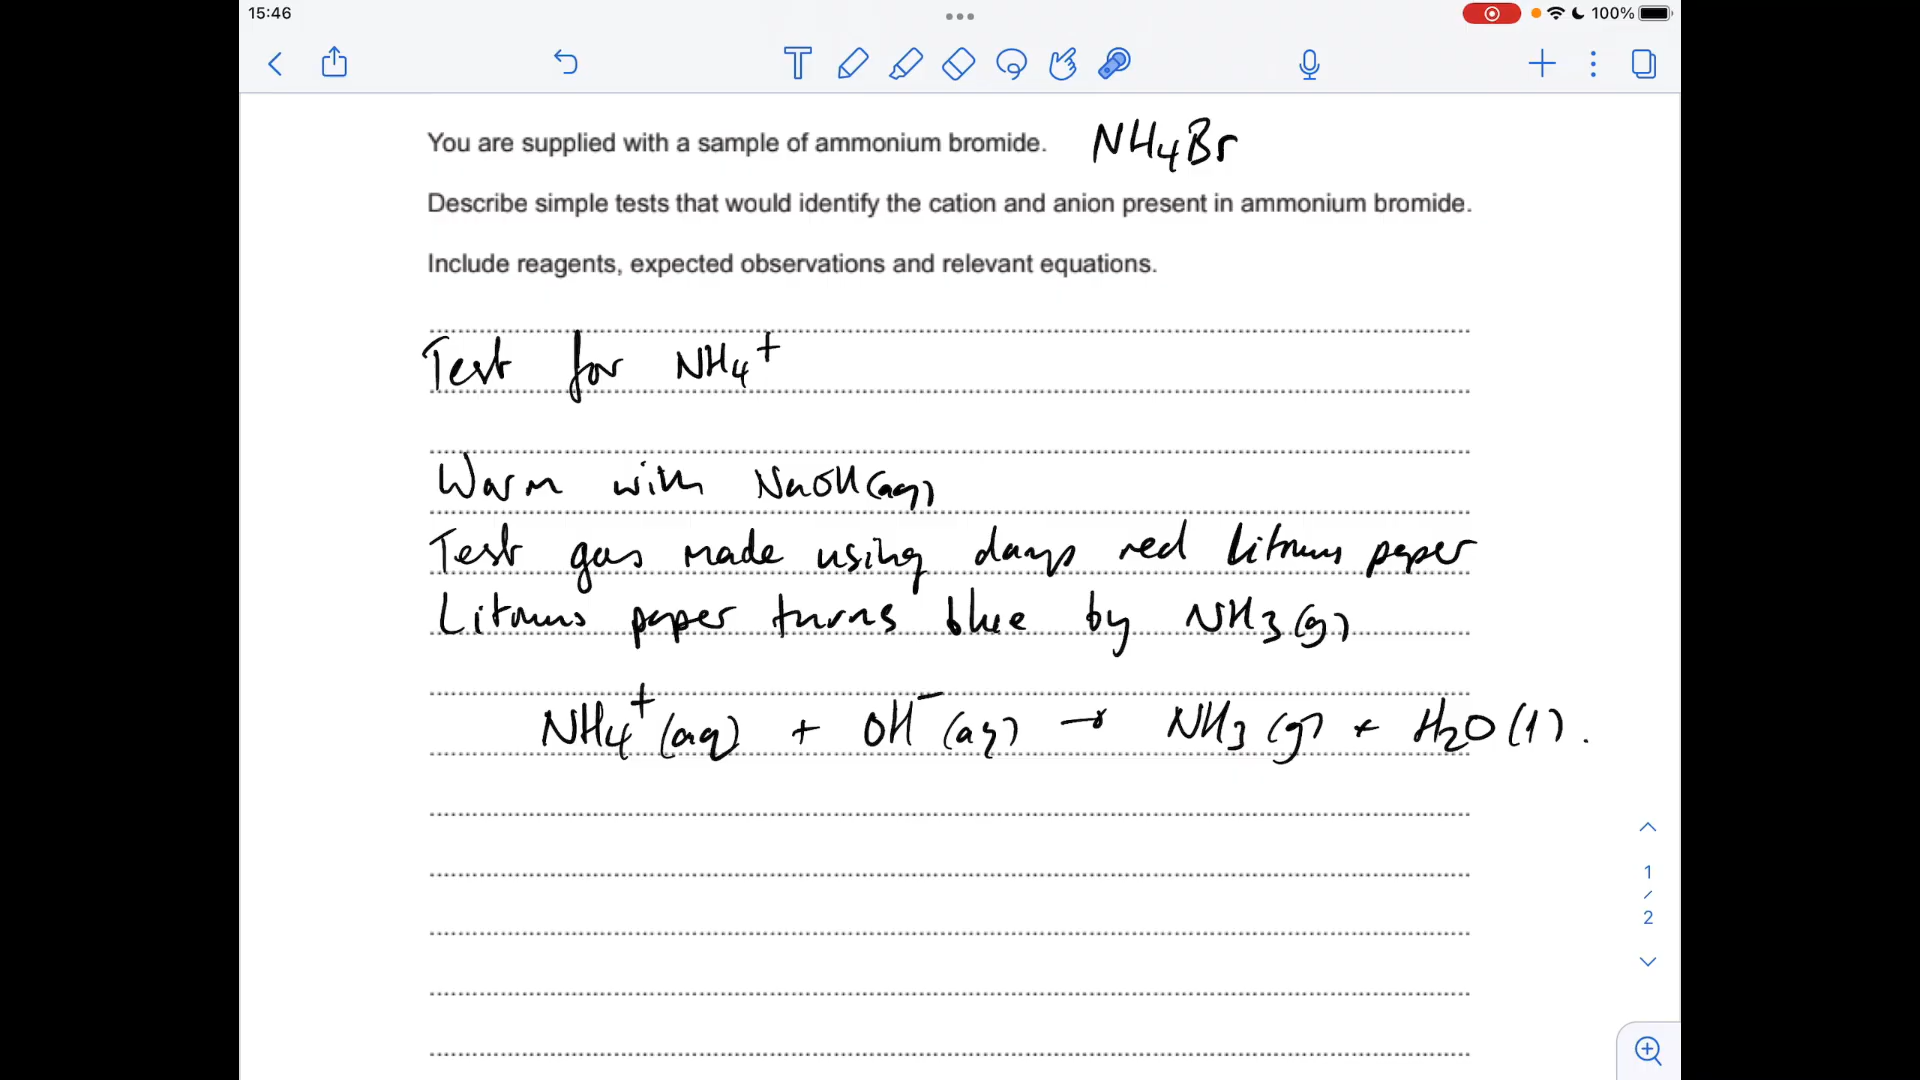 15:46
100%
You are supplied with a sample of ammonium bromide. NH₄Br
Describe simple tests that would identify the cation and anion present in ammonium bromide.
Include reagents, expected observations and relevant equations.
Test for NH₄⁺
Warm with NaOH(aq)
Test gas made using damp red litmus paper
Litmus paper turns blue by NH₃(g)
NH₄⁺(aq) + OH⁻(aq) → NH₃(g) + H₂O(l).
1
/
2